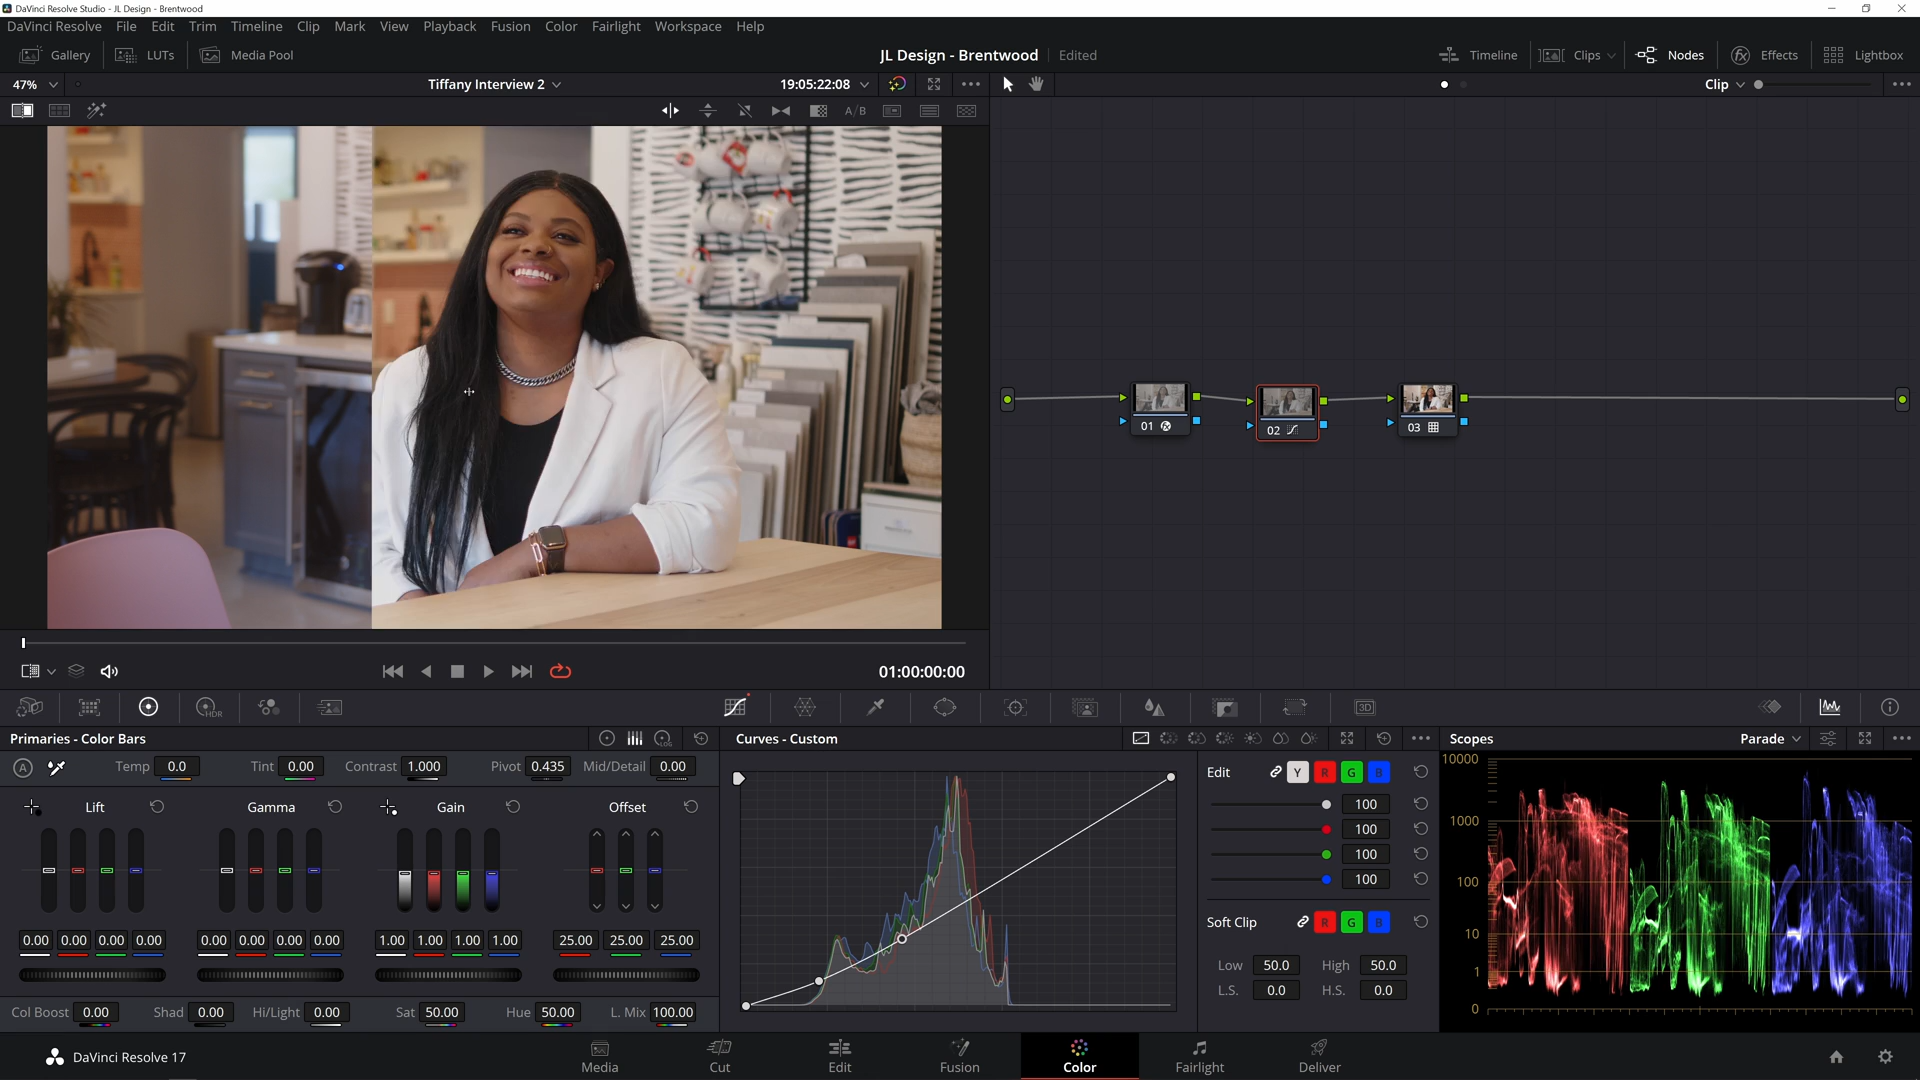 DaVinci Resolve Studio - JL Design - Brentwood
DaVinci Resolve File Edit Trim Timeline Clip Mark View Playback Fusion Color Fairlight Workspace Help
Gallery LUTs Media Pool JL Design - Brentwood Edited Timeline Clips Nodes Effects Lightbox
47% Tiffany Interview 2 19:05:22:08 Clip
A/B
01 02 03
01:00:00:00
HDR 3D
Primaries - Color Bars LOG Curves - Custom Scopes Parade
A Temp 0.0 Tint 0.00 Contrast 1.000 Pivot 0.435 Mid/Detail 0.00
Edit Y R G B
Lift Gamma Gain Offset
100
100
100
100
Soft Clip R G B
0.00 0.00 0.00 0.00 0.00 0.00 0.00 0.00 1.00 1.00 1.00 1.00 25.00 25.00 25.00
Low 50.0 High 50.0
L.S. 0.0 H.S. 0.0
Col Boost 0.00 Shad 0.00 Hi/Light 0.00 Sat 50.00 Hue 50.00 L. Mix 100.00
10000
1000
100
10
1
0
DaVinci Resolve 17 Media Cut Edit Fusion Color Fairlight Deliver